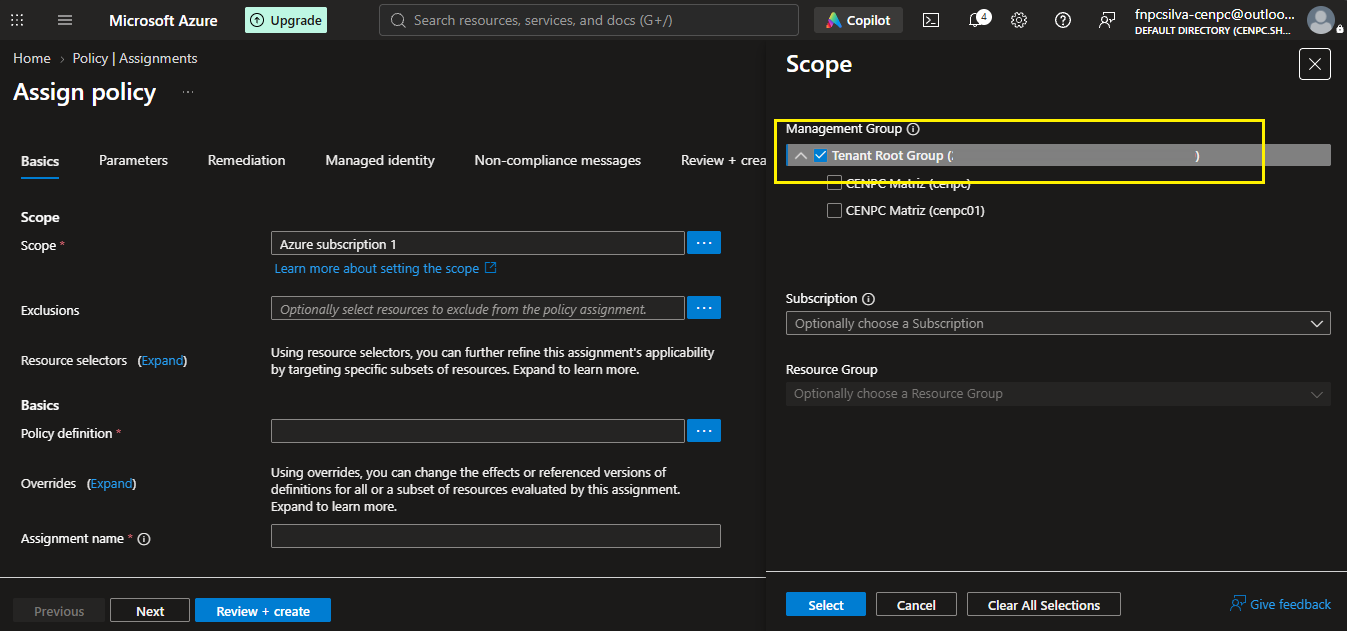 Microsoft Azure
Upgrade
Search resources, services, and docs (G+/)
Copilot
4
fnpcsilva-cenpc@outloo...
DEFAULT DIRECTORY (CENPC.SH...
Home > Policy | Assignments
Assign policy ...
Basics
Parameters
Remediation
Managed identity
Non-compliance messages
Review + crea
Scope
Scope *
Azure subscription 1
...
Learn more about setting the scope
Exclusions
Optionally select resources to exclude from the policy assignment.
...
Resource selectors (Expand)
Using resource selectors, you can further refine this assignment's applicability
by targeting specific subsets of resources. Expand to learn more.
Basics
Policy definition *
...
Overrides (Expand)
Using overrides, you can change the effects or referenced versions of
definitions for all or a subset of resources evaluated by this assignment.
Expand to learn more.
Assignment name *
Previous
Next
Review + create
Scope
Management Group
Tenant Root Group ( )
CENPC Matriz (cenpc)
CENPC Matriz (cenpc01)
Subscription
Optionally choose a Subscription
Resource Group
Optionally choose a Resource Group
Select
Cancel
Clear All Selections
Give feedback